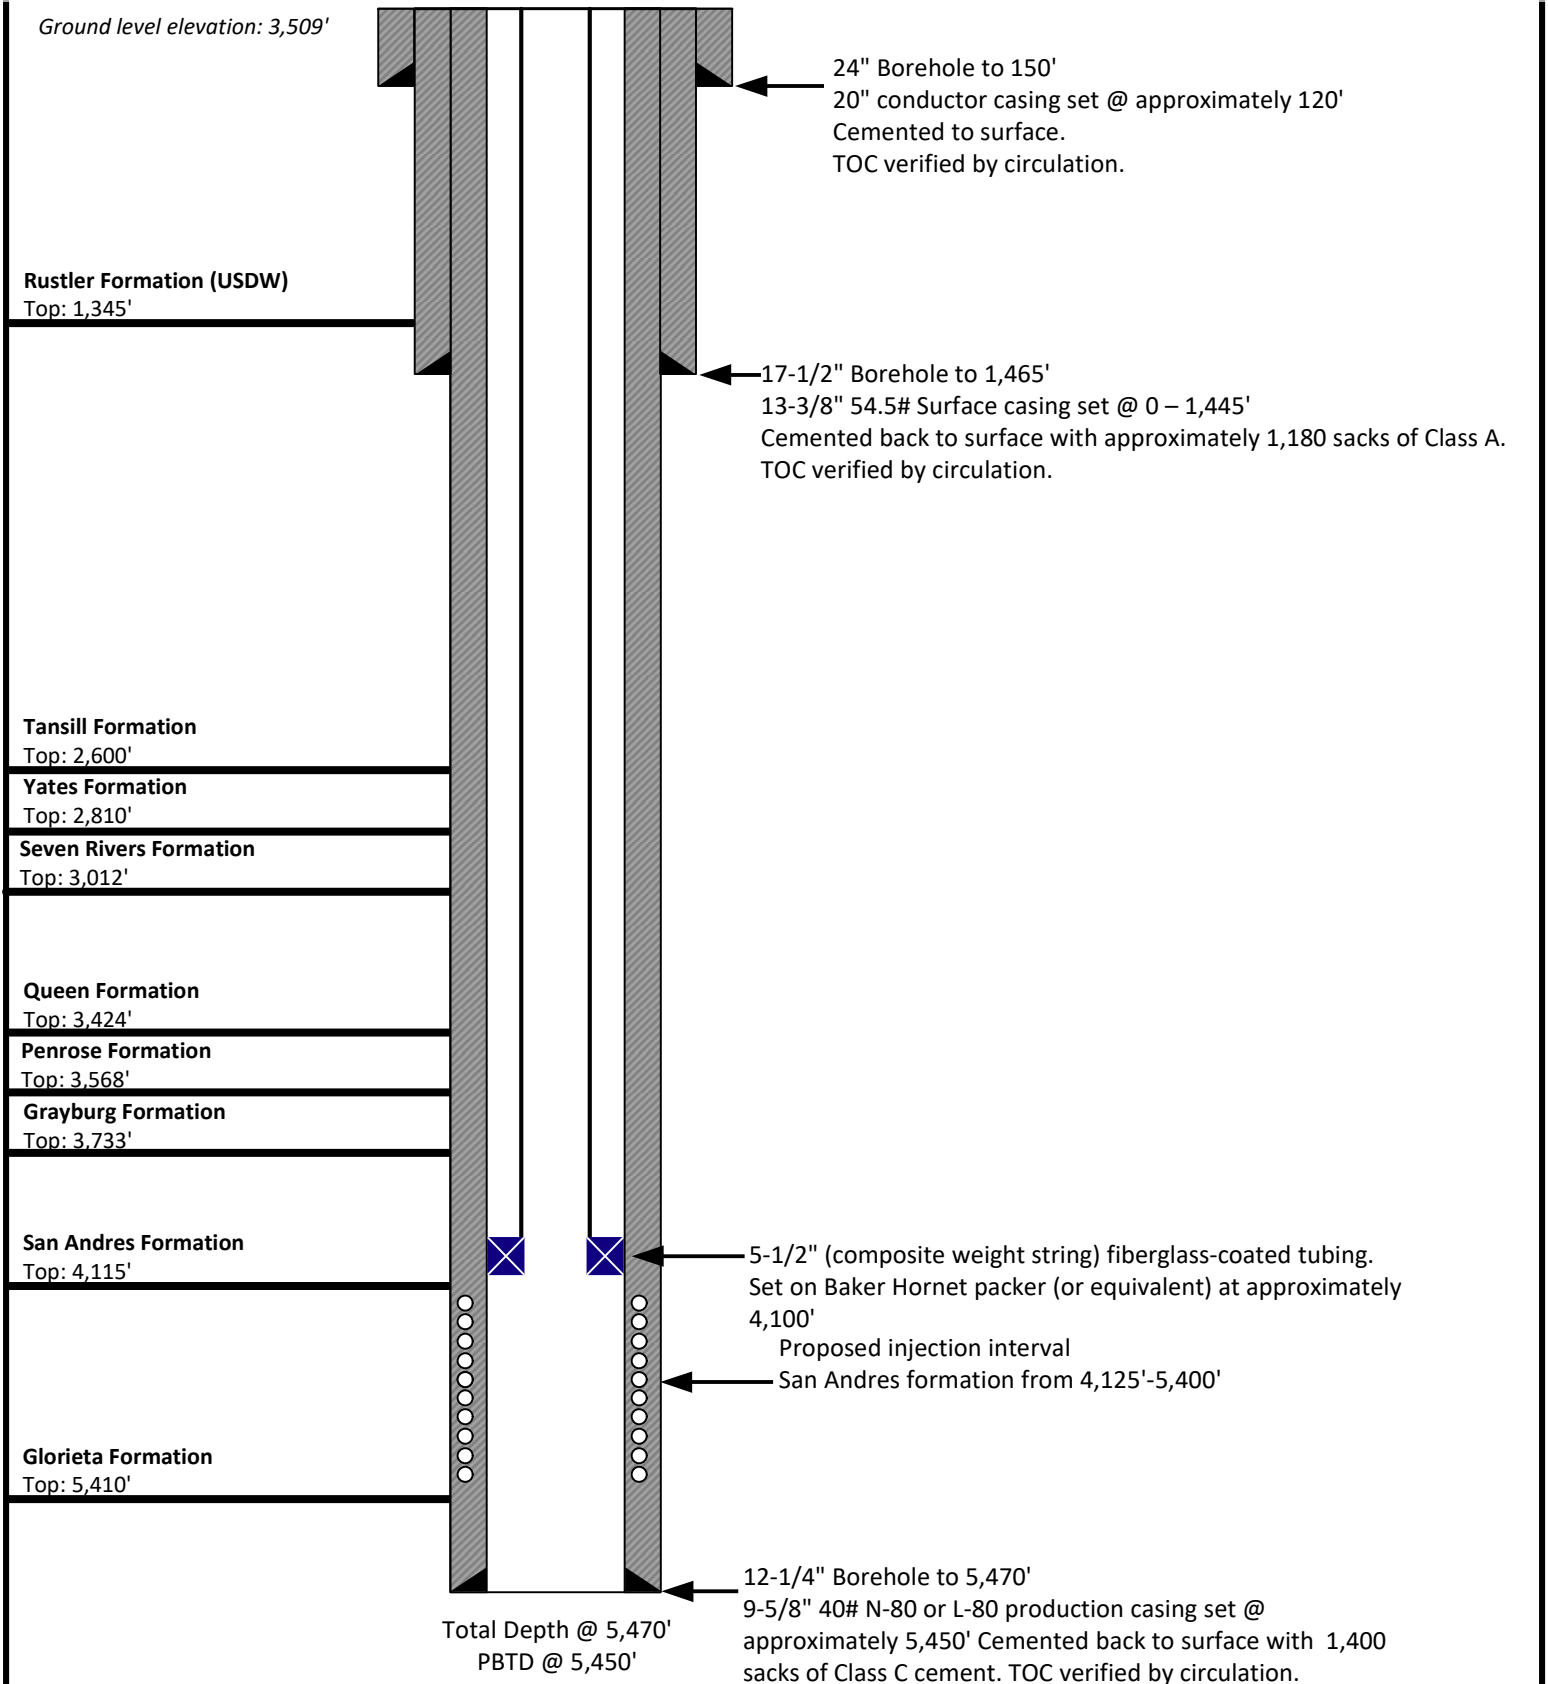 Ground level elevation: 3,509'
24" Borehole to 150'
20" conductor casing set @ approximately 120'
Cemented to surface.
TOC verified by circulation.
Rustler Formation (USDW)
Top: 1,345'
17-1/2" Borehole to 1,465'
13-3/8" 54.5# Surface casing set @ 0 – 1,445'
Cemented back to surface with approximately 1,180 sacks of Class A.
TOC verified by circulation.
Tansill Formation
Top: 2,600'
Yates Formation
Top: 2,810'
Seven Rivers Formation
Top: 3,012'
Queen Formation
Top: 3,424'
Penrose Formation
Top: 3,568'
Grayburg Formation
Top: 3,733'
San Andres Formation
Top: 4,115'
5-1/2" (composite weight string) fiberglass-coated tubing.
Set on Baker Hornet packer (or equivalent) at approximately
4,100'
Proposed injection interval
San Andres formation from 4,125'-5,400'
Glorieta Formation
Top: 5,410'
12-1/4" Borehole to 5,470'
9-5/8" 40# N-80 or L-80 production casing set @
approximately 5,450' Cemented back to surface with 1,400
sacks of Class C cement. TOC verified by circulation.
Total Depth @ 5,470'
PBTD @ 5,450'